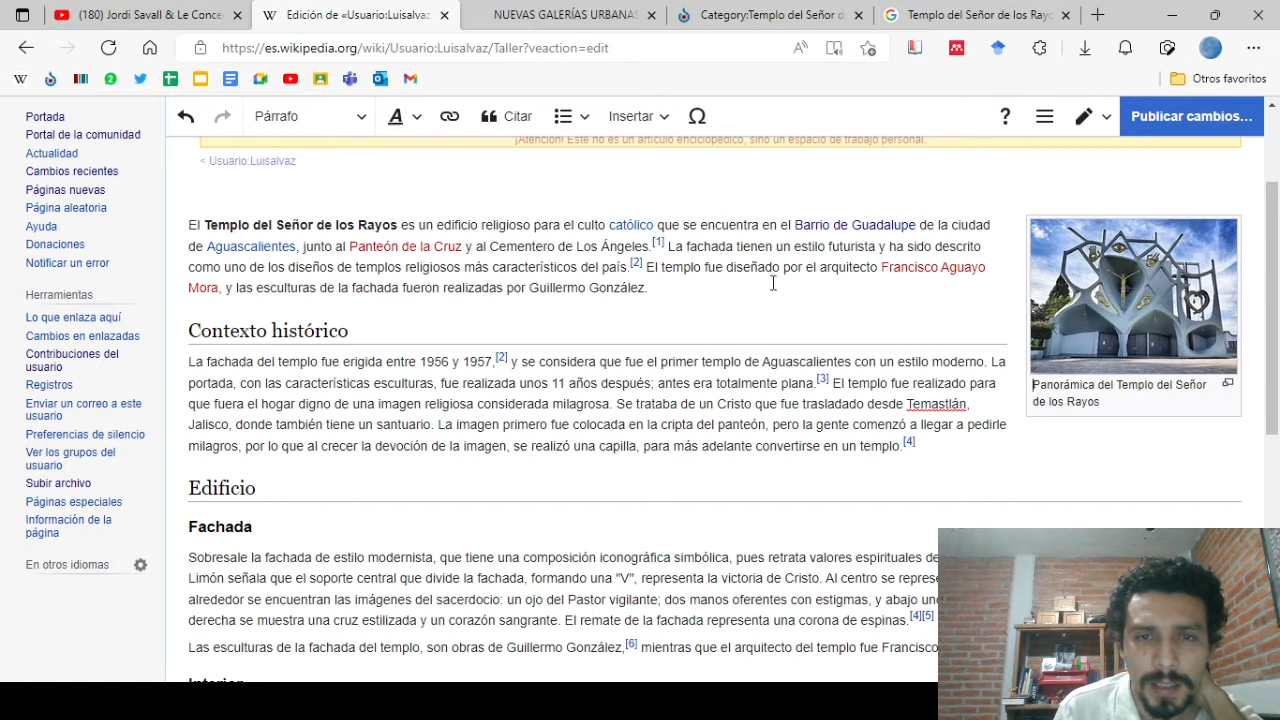 (180) Jordi Savall & Le Conce
Edición de «Usuario:Luisalvaz.
NUEVAS GALERÍAS URBANAS
Category:Templo del Señor d
Templo del Señor de los Rayo
https://es.wikipedia.org/wiki/Usuario:Luisalvaz/Taller?veaction=edit
Otros favoritos
Portada
Portal de la comunidad
Actualidad
Cambios recientes
Páginas nuevas
Página aleatoria
Ayuda
Donaciones
Notificar un error
Herramientas
Lo que enlaza aquí
Cambios en enlazadas
Contribuciones del
usuario
Registros
Enviar un correo a este
usuario
Preferencias de silencio
Ver los grupos del
usuario
Subir archivo
Páginas especiales
Información de la
página
En otros idiomas
Párrafo
A
Citar
Insertar
Ω
?
Publicar cambios...
¡Atención! Este no es un artículo enciclopédico, sino un espacio de trabajo personal.
< Usuario:Luisalvaz
El Templo del Señor de los Rayos es un edificio religioso para el culto católico que se encuentra en el Barrio de Guadalupe de la ciudad
de Aguascalientes, junto al Panteón de la Cruz y al Cementero de Los Ángeles.[1] La fachada tienen un estilo futurista y ha sido descrito
como uno de los diseños de templos religiosos más característicos del país.[2] El templo fue diseñado por el arquitecto Francisco Aguayo
Mora, y las esculturas de la fachada fueron realizadas por Guillermo González.
Panorámica del Templo del Señor
de los Rayos
Contexto histórico
La fachada del templo fue erigida entre 1956 y 1957,[2] y se considera que fue el primer templo de Aguascalientes con un estilo moderno. La
portada, con las características esculturas, fue realizada unos 11 años después; antes era totalmente plana.[3] El templo fue realizado para
que fuera el hogar digno de una imagen religiosa considerada milagrosa. Se trataba de un Cristo que fue trasladado desde Temastlán,
Jalisco, donde también tiene un santuario. La imagen primero fue colocada en la cripta del panteón, pero la gente comenzó a llegar a pedirle
milagros, por lo que al crecer la devoción de la imagen, se realizó una capilla, para más adelante convertirse en un templo.[4]
Edificio
Fachada
Sobresale la fachada de estilo modernista, que tiene una composición iconográfica simbólica, pues retrata valores espirituales de
Limón señala que el soporte central que divide la fachada, formando una "V", representa la victoria de Cristo. Al centro se repres
alrededor se encuentran las imágenes del sacerdocio: un ojo del Pastor vigilante; dos manos oferentes con estigmas, y abajo uno
derecha se muestra una cruz estilizada y un corazón sangrante. El remate de la fachada representa una corona de espinas.[4][5]
Las esculturas de la fachada del templo, son obras de Guillermo González,[6] mientras que el arquitecto del templo fue Francisco
Interior